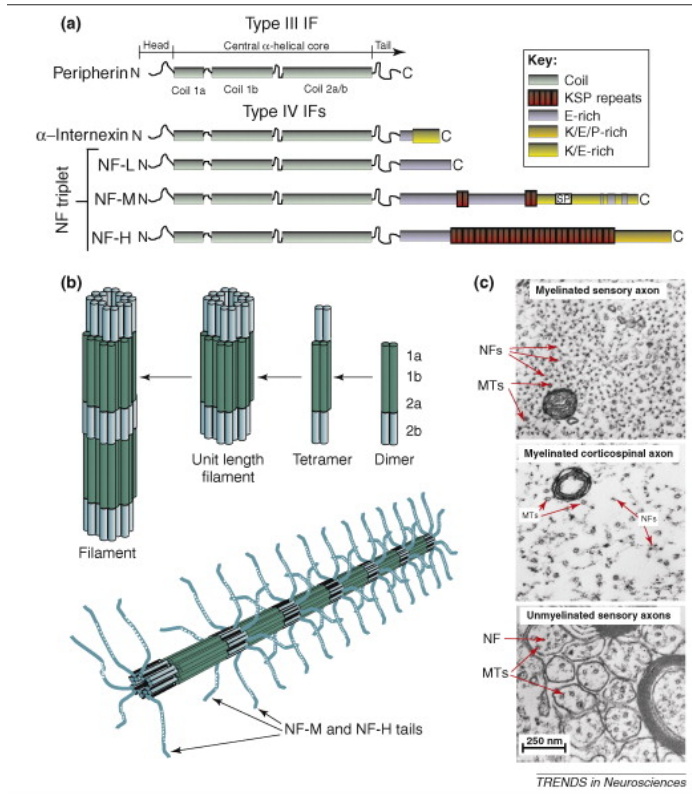 (a)
Type III IF
Head
Central α-helical core
Tail
Peripherin N
C
Coil 1a
Coil 1b
Coil 2a/b
Type IV IFs
α–Internexin N
C
NF triplet
NF-L
N
C
NF-M
N
SP
C
NF-H
N
C
Key:
Coil
KSP repeats
E-rich
K/E/P-rich
K/E-rich
(b)
1a
1b
2a
2b
Filament
Unit length
filament
Tetramer
Dimer
NF-M and NF-H tails
(c)
Myelinated sensory axon
NFs
MTs
Myelinated corticospinal axon
MTs
NFs
Unmyelinated sensory axons
NF
MTs
250 nm
TRENDS in Neurosciences